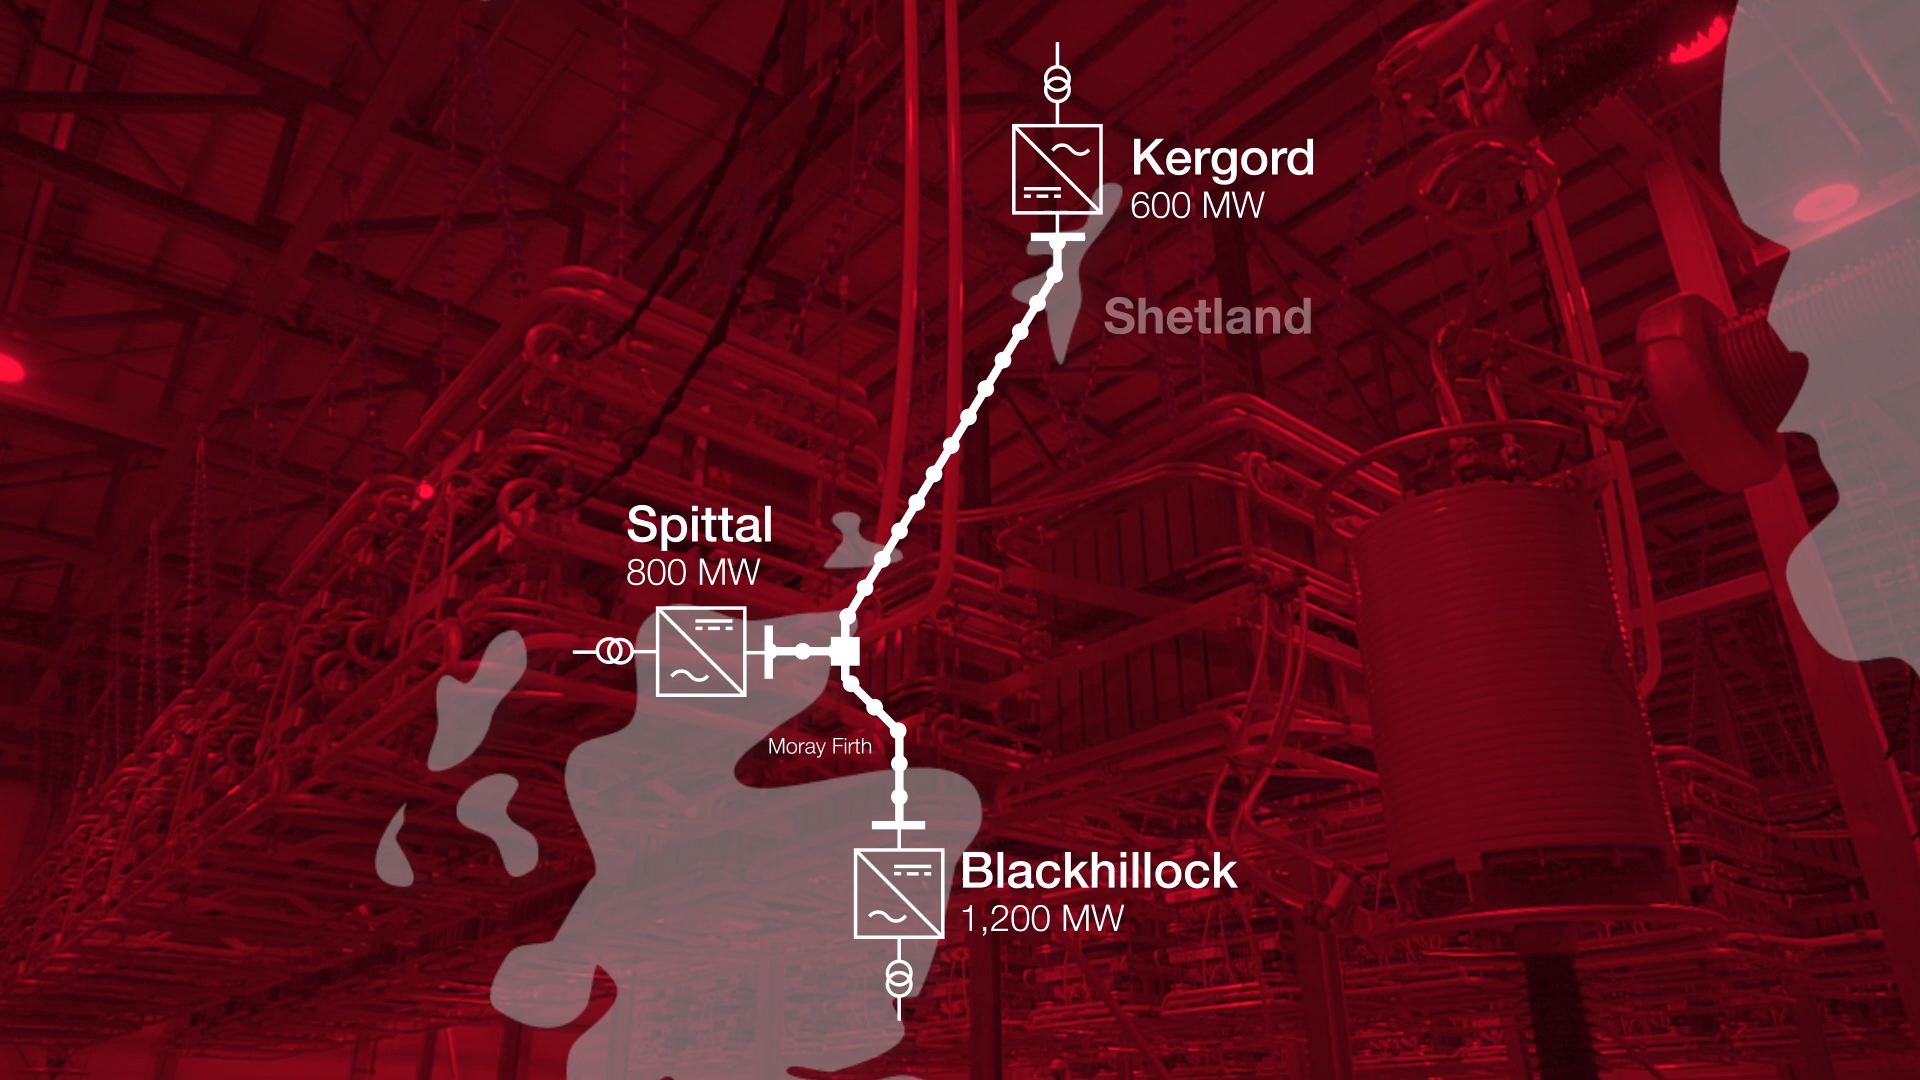 Kergord
600 MW
Shetland
Spittal
800 MW
Moray Firth
Blackhillock
1,200 MW